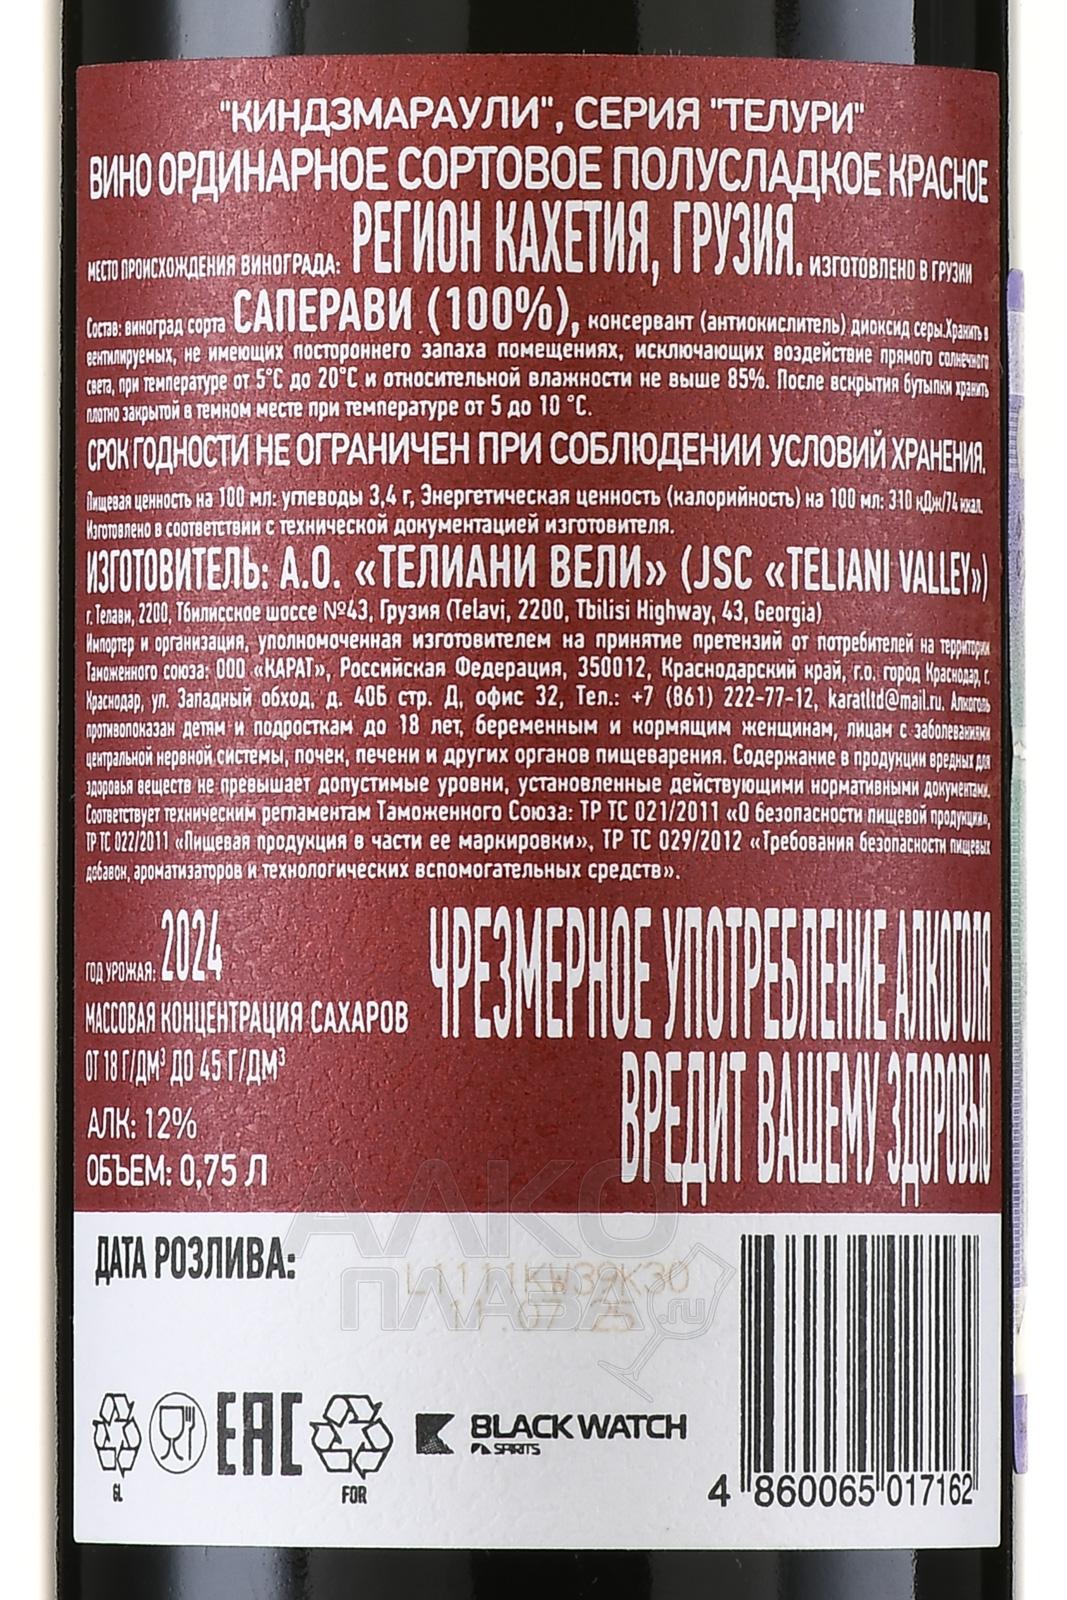 "КИНДЗМАРАУЛИ", СЕРИЯ "ТЕЛУРИ"
ВИНО ОРДИНАРНОЕ СОРТОВОЕ ПОЛУСЛАДКОЕ КРАСНОЕ
МЕСТО ПРОИСХОЖДЕНИЯ ВИНОГРАДА: РЕГИОН КАХЕТИЯ, ГРУЗИЯ. ИЗГОТОВЛЕНО В ГРУЗИИ
Состав: виноград сорта САПЕРАВИ (100%), консервант (антиокислитель) диоксид серы.Хранить в
вентилируемых, не имеющих постороннего запаха помещениях, исключающих воздействие прямого солнечного
света, при температуре от 5°С до 20°С и относительной влажности не выше 85%. После вскрытия бутылки хранить
плотно закрытой в темном месте при температуре от 5 до 10 °С.
СРОК ГОДНОСТИ НЕ ОГРАНИЧЕН ПРИ СОБЛЮДЕНИИ УСЛОВИЙ ХРАНЕНИЯ.
Пищевая ценность на 100 мл: углеводы 3,4 г, Энергетическая ценность (калорийность) на 100 мл: 310 кДж/74 ккал.
Изготовлено в соответствии с технической документацией изготовителя.
ИЗГОТОВИТЕЛЬ: А.О. «ТЕЛИАНИ ВЕЛИ» (JSC «TELIANI VALLEY»)
г. Телави, 2200, Тбилисское шоссе №43, Грузия (Telavi, 2200, Tbilisi Highway, 43, Georgia)
Импортер и организация, уполномоченная изготовителем на принятие претензий от потребителей на территории
Таможенного союза: ООО «КАРАТ», Российская Федерация, 350012, Краснодарский край, г.о. город Краснодар, г.
Краснодар, ул. Западный обход, д. 40Б стр. Д, офис 32, Тел.: +7 (861) 222-77-12, karatltd@mail.ru. Алкоголь
противопоказан детям и подросткам до 18 лет, беременным и кормящим женщинам, лицам с заболеваниями
центральной нервной системы, почек, печени и других органов пищеварения. Содержание в продукции вредных для
здоровья веществ не превышает допустимые уровни, установленные действующими нормативными документами.
Соответствует техническим регламентам Таможенного Союза: ТР ТС 021/2011 «О безопасности пищевой продукции»,
ТР ТС 022/2011 «Пищевая продукция в части ее маркировки», ТР ТС 029/2012 «Требования безопасности пищевых
добавок, ароматизаторов и технологических вспомогательных средств».
ГОД УРОЖАЯ: 2024
МАССОВАЯ КОНЦЕНТРАЦИЯ САХАРОВ
ОТ 18 Г/ДМ³ ДО 45 Г/ДМ³
АЛК: 12%
ОБЪЕМ: 0,75 Л
ЧРЕЗМЕРНОЕ УПОТРЕБЛЕНИЕ АЛКОГОЛЯ
ВРЕДИТ ВАШЕМУ ЗДОРОВЬЮ
АЛКО
ПЛАЗА.ru
ДАТА РОЗЛИВА:
L1111KW39K30
11.07.25
GL
EAC
FOR
BLACK WATCH
SPIRITS
4 860065 017162